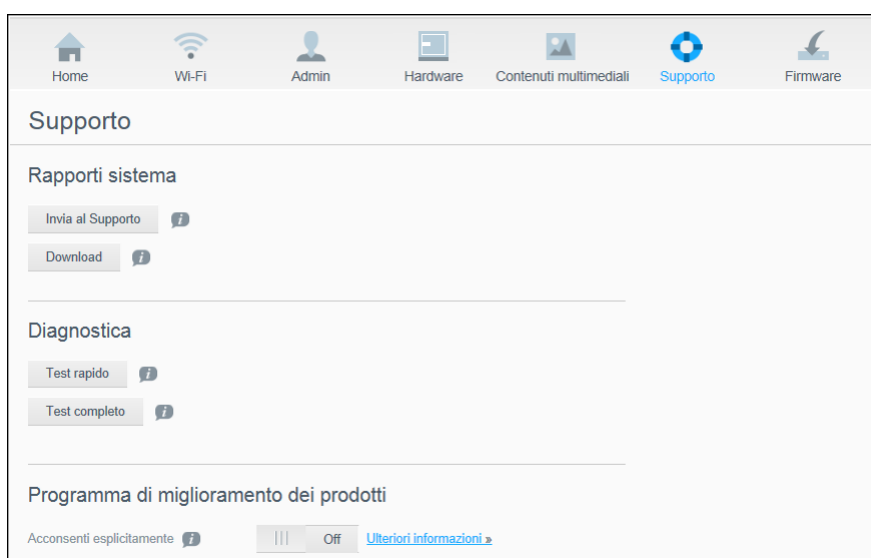 Home Wi-Fi Admin Hardware Contenuti multimediali Supporto Firmware
Supporto
Rapporti sistema
Invia al Supporto
Download
Diagnostica
Test rapido
Test completo
Programma di miglioramento dei prodotti
Acconsenti esplicitamente Off Ulteriori informazioni »